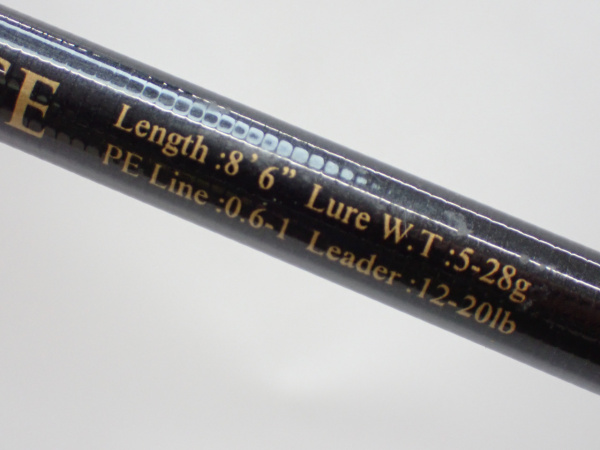 Length :8’6” Lure W.T :5-28g
PE Line :0.6-1 Leader :12-20lb